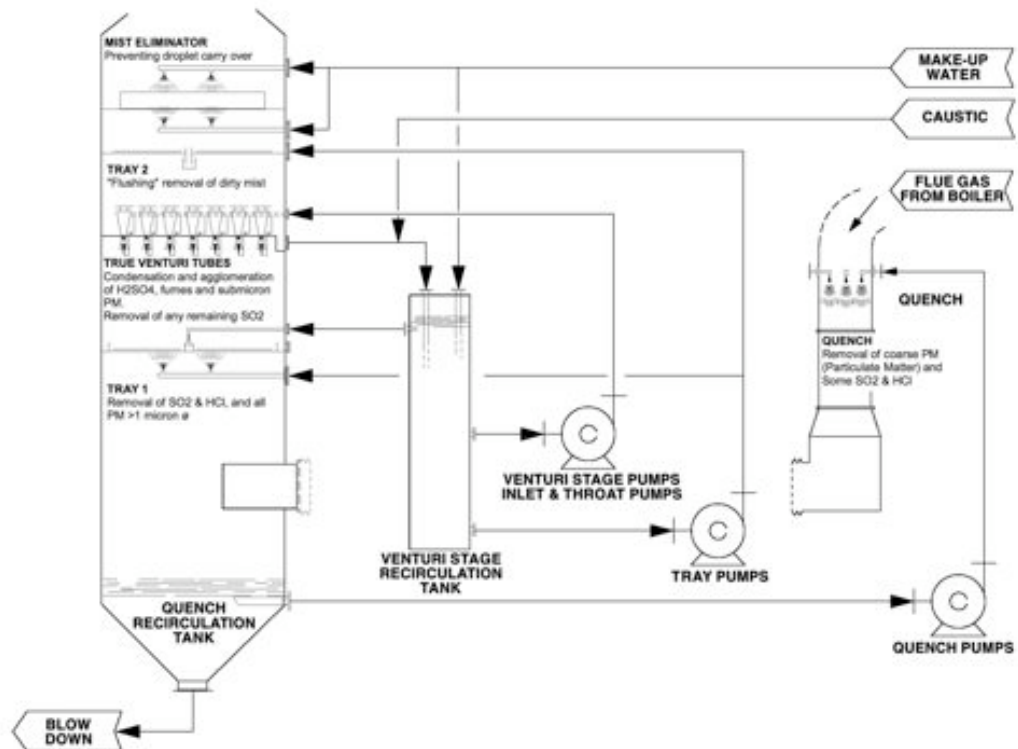 MIST ELIMINATOR
Preventing droplet carry over
MAKE-UP
WATER
CAUSTIC
TRAY 2
"Flushing" removal of dirty mist
FLUE GAS
FROM BOILER
TRUE VENTURI TUBES
Condensation and agglomeration
of H2SO4, fumes and submicron
PM.
Removal of any remaining SO2
QUENCH
QUENCH
Removal of coarse PM
(Particulate Matter) and
Some SO2 & HCl
TRAY 1
Removal of SO2 & HCl, and all
PM >1 micron ø
VENTURI STAGE PUMPS
INLET & THROAT PUMPS
VENTURI STAGE
RECIRCULATION
TANK
TRAY PUMPS
QUENCH
RECIRCULATION
TANK
QUENCH PUMPS
BLOW
DOWN